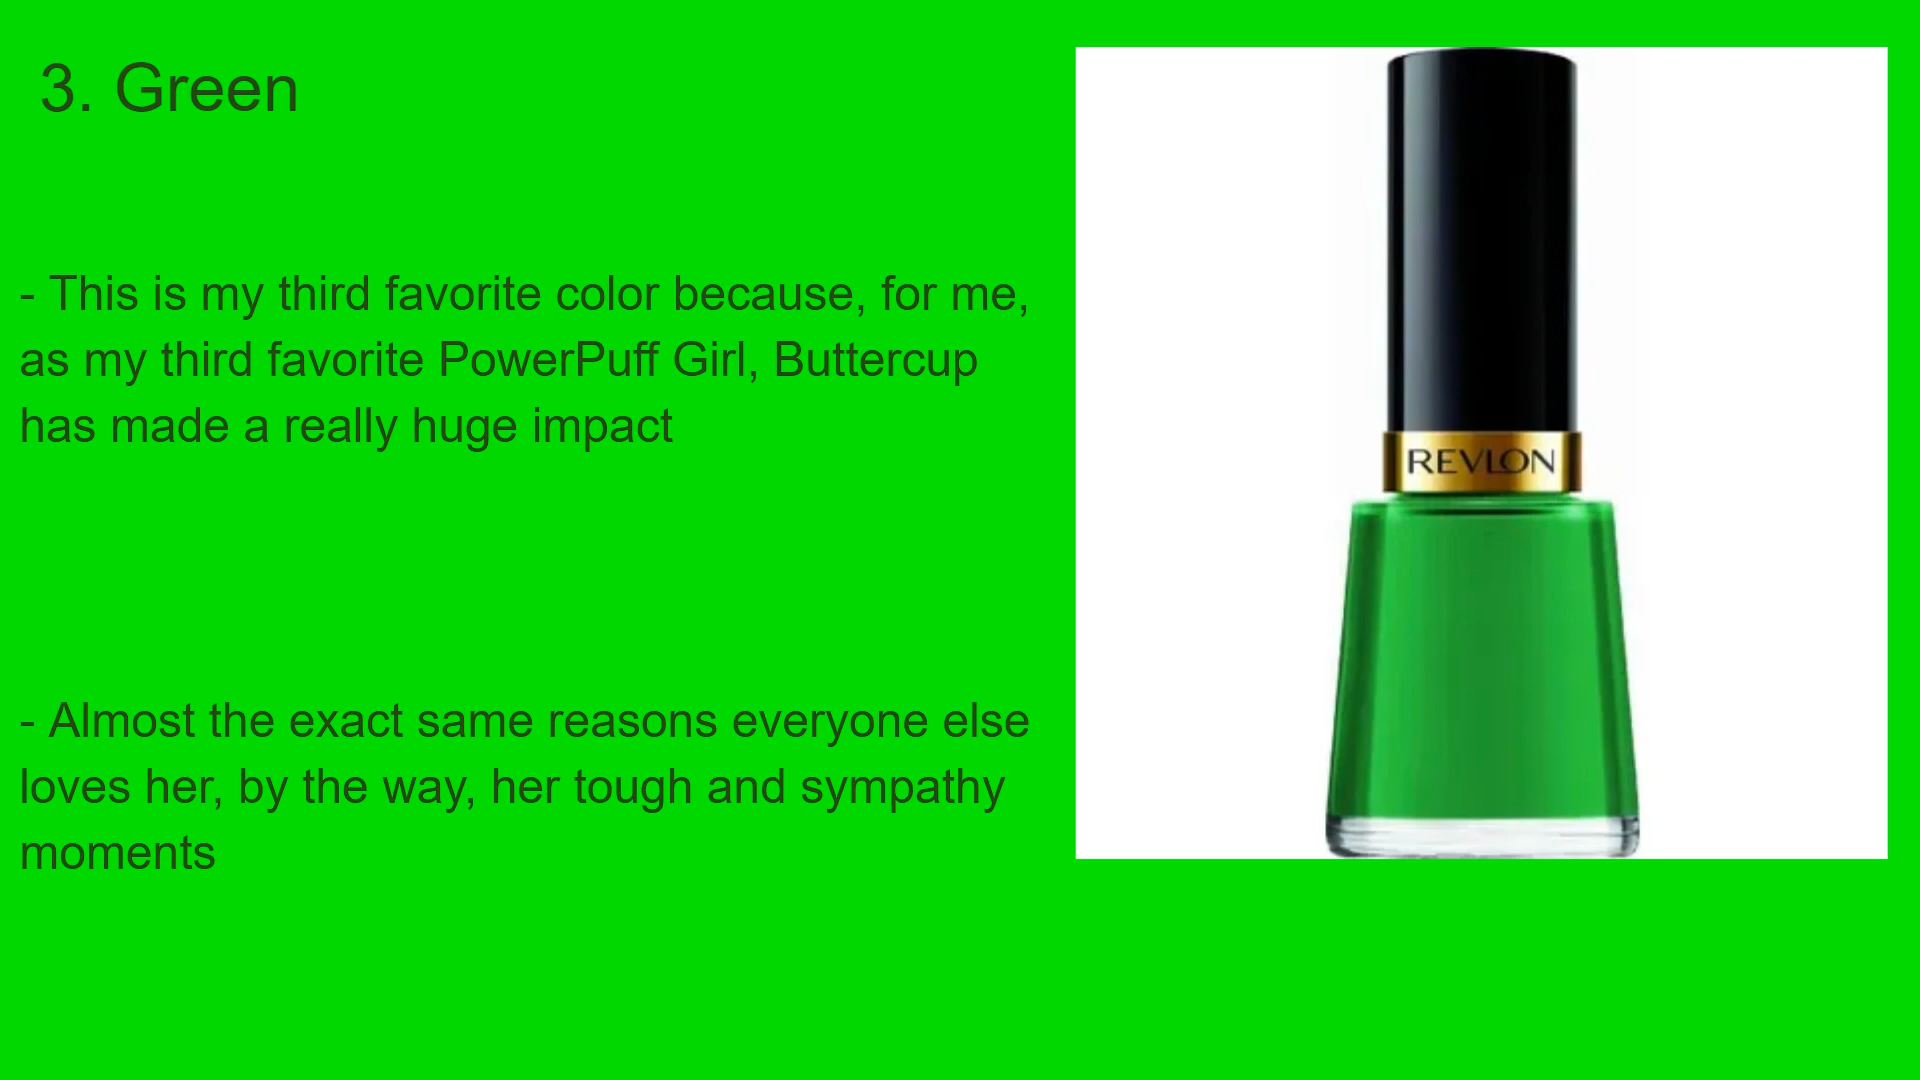 3. Green
- This is my third favorite color because, for me,
as my third favorite PowerPuff Girl, Buttercup
has made a really huge impact
- Almost the exact same reasons everyone else
loves her, by the way, her tough and sympathy
moments
REVLON